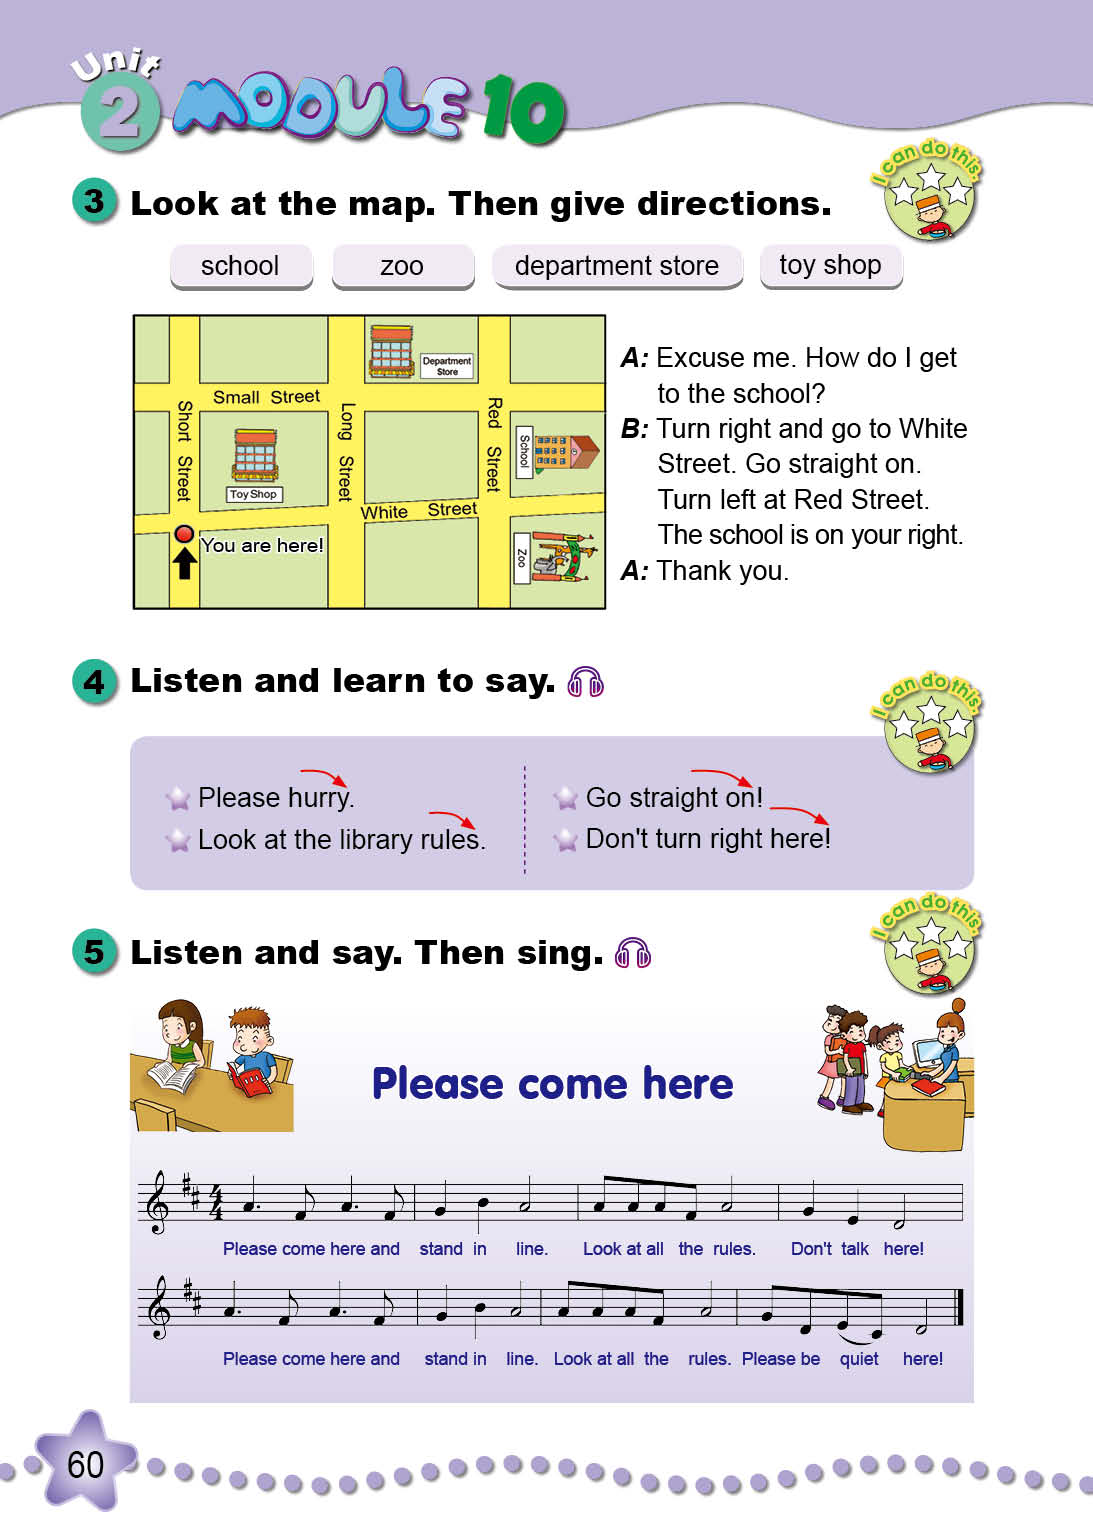 Unit
2 MODULE 10
I can do this.
3 Look at the map. Then give directions.
school zoo department store toy shop
Department
Store
Small Street
Short Street
Long Street
Red Street
School
Toy Shop
White Street
You are here!
Zoo
A: Excuse me. How do I get
to the school?
B: Turn right and go to White
Street. Go straight on.
Turn left at Red Street.
The school is on your right.
A: Thank you.
4 Listen and learn to say.
I can do this.
Please hurry.
Look at the library rules.
Go straight on!
Don't turn right here!
5 Listen and say. Then sing.
I can do this.
Please come here
4
4
Please come here and stand in line. Look at all the rules. Don't talk here!
Please come here and stand in line. Look at all the rules. Please be quiet here!
60